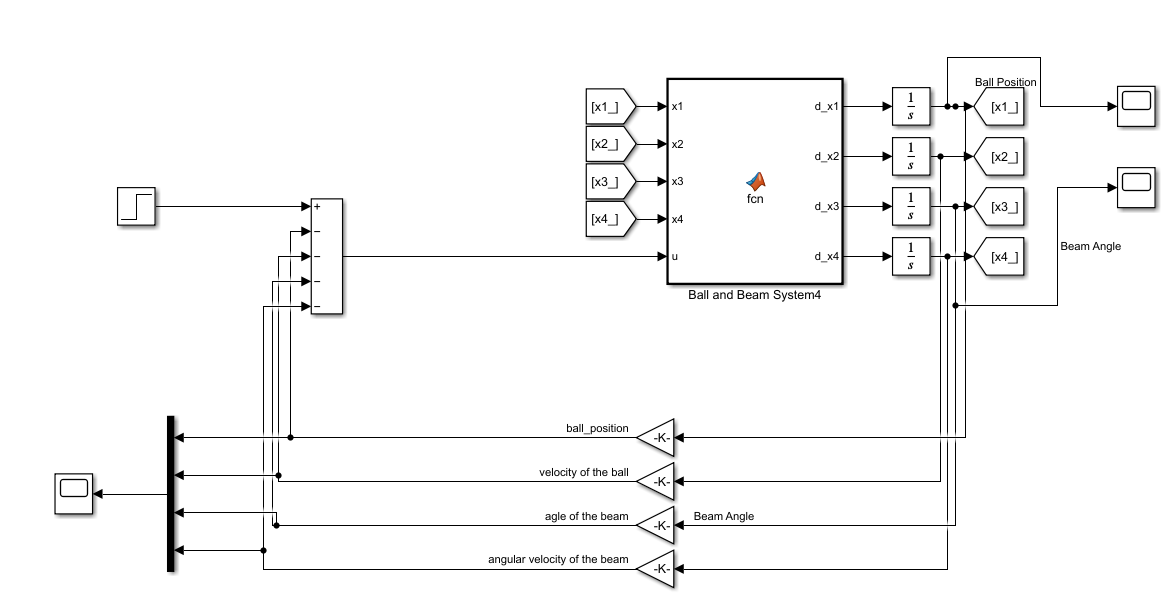 Ball Position
[x1_]
x1
d_x1
1
s
[x1_]
[x2_]
x2
d_x2
1
s
[x2_]
[x3_]
x3
fcn
d_x3
1
s
[x3_]
[x4_]
x4
+
−
−
−
−
u
d_x4
1
s
[x4_]
Beam Angle
Ball and Beam System4
ball_position
-K-
velocity of the ball
-K-
agle of the beam
-K-
Beam Angle
angular velocity of the beam
-K-